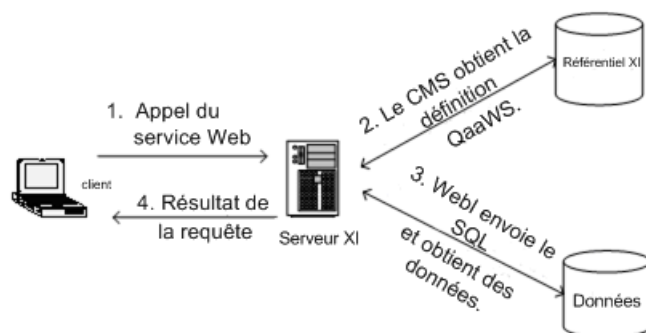 1. Appel du
service Web
client
4. Résultat de
la requête
Serveur XI
2. Le CMS obtient la
définition
QaaWS.
Référentiel XI
3. WebI envoie le
SQL
et obtient des
données.
Données